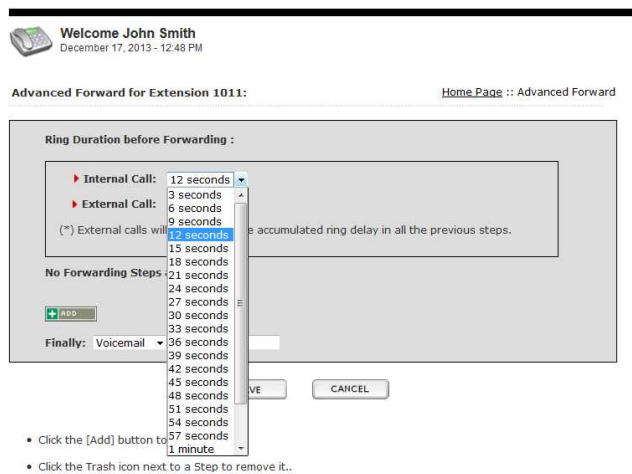 Welcome John Smith
December 17, 2013 - 12:48 PM
Advanced Forward for Extension 1011:
Home Page :: Advanced Forward
Ring Duration before Forwarding :
Internal Call: 12 seconds
External Call:
3 seconds
6 seconds
9 seconds
12 seconds
15 seconds
18 seconds
21 seconds
24 seconds
27 seconds
30 seconds
33 seconds
36 seconds
39 seconds
42 seconds
45 seconds
48 seconds
51 seconds
54 seconds
57 seconds
1 minute
(*) External calls will accumulated ring delay in all the previous steps.
No Forwarding Steps
ADD
Finally: Voicemail
CANCEL
Click the [Add] button to
Click the Trash icon next to a Step to remove it..